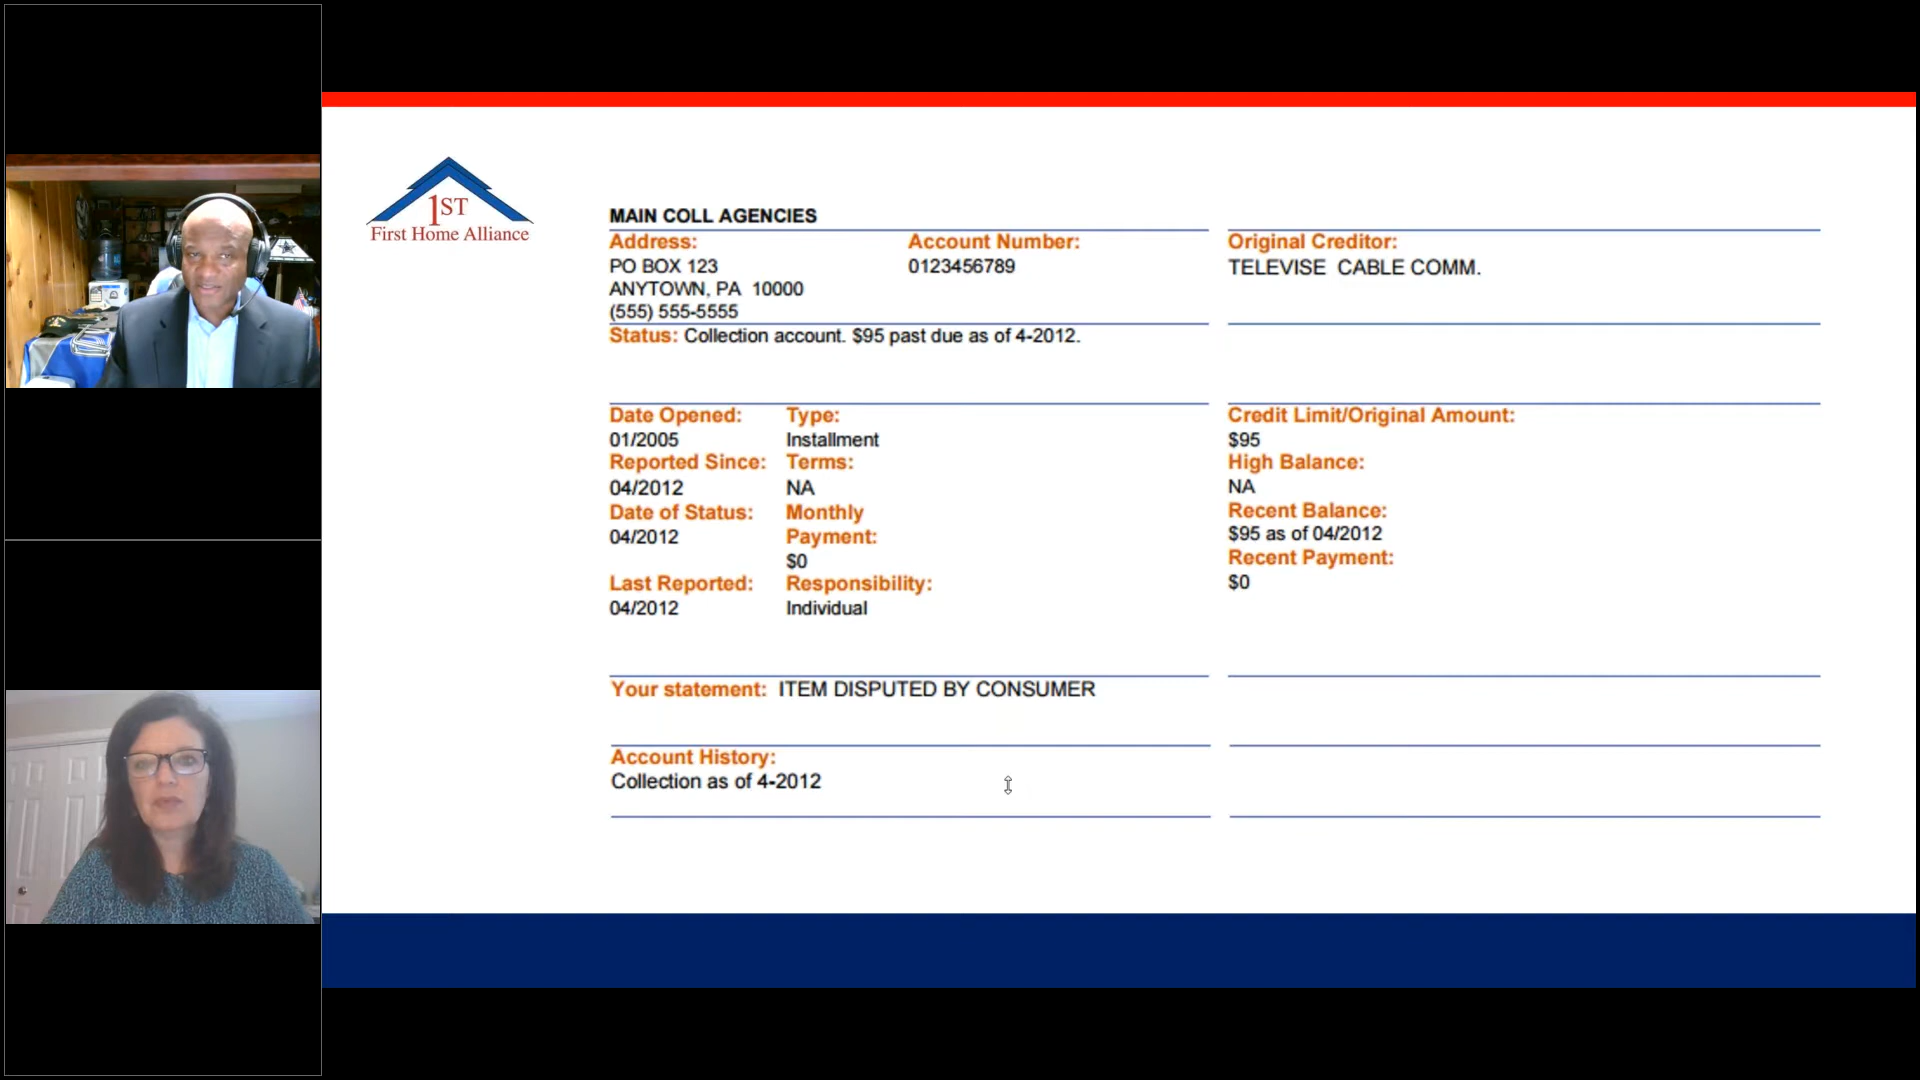 1ST
First Home Alliance
MAIN COLL AGENCIES
Address:
PO BOX 123
ANYTOWN, PA 10000
(555) 555-5555
Account Number:
0123456789
Original Creditor:
TELEVISE CABLE COMM.
Status: Collection account. $95 past due as of 4-2012.
Date Opened:
01/2005
Reported Since:
04/2012
Date of Status:
04/2012
Last Reported:
04/2012
Type:
Installment
Terms:
NA
Monthly
Payment:
$0
Responsibility:
Individual
Credit Limit/Original Amount:
$95
High Balance:
NA
Recent Balance:
$95 as of 04/2012
Recent Payment:
$0
Your statement: ITEM DISPUTED BY CONSUMER
Account History:
Collection as of 4-2012